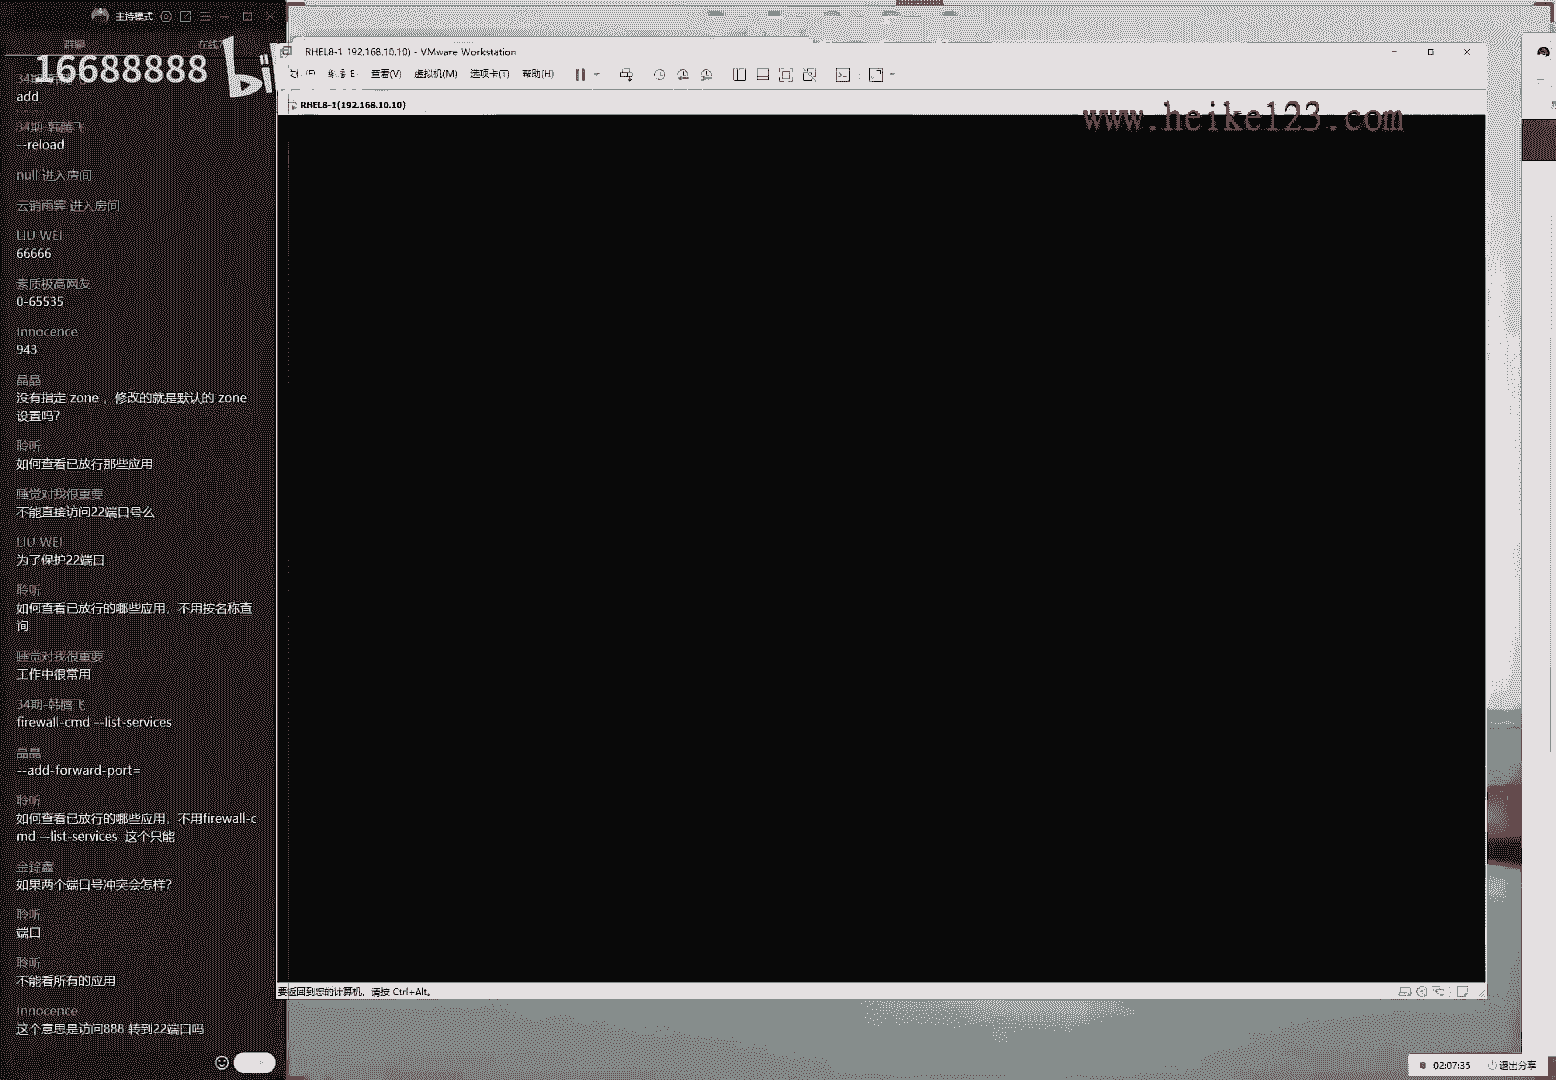 主持模式
16688888
add
34期-韩腾飞
--reload
null 进入房间
云销雨霁 进入房间
LIU WEI
66666
素质极高网友
0-65535
Innocence
943
晶晶
没有指定 zone ，修改的就是默认的 zone
设置吗?
聆听
如何查看已放行那些应用
睡觉对我很重要
不能直接访问22端口号么
LIU WEI
为了保护22端口
聆听
如何查看已放行的哪些应用，不用按名称查
询
睡觉对我很重要
工作中很常用
34期-韩腾飞
firewall-cmd --list-services
晶晶
--add-forward-port=
聆听
如何查看已放行的哪些应用，不用firewall-c
md --list-services  这个只能
如果两个端口号冲突会怎样?
聆听
端口
聆听
不能看所有的应用
Innocence
这个意思是访问888 转到22端口吗
RHEL8-1 192.168.10.10) - VMware Workstation
查看(V) 虚拟机(M) 选项卡(T) 帮助(H)
RHEL8-1(192.168.10.10)
www.heike123.com
要返回到您的计算机，请按 Ctrl+Alt。
02:07:35 退出分享